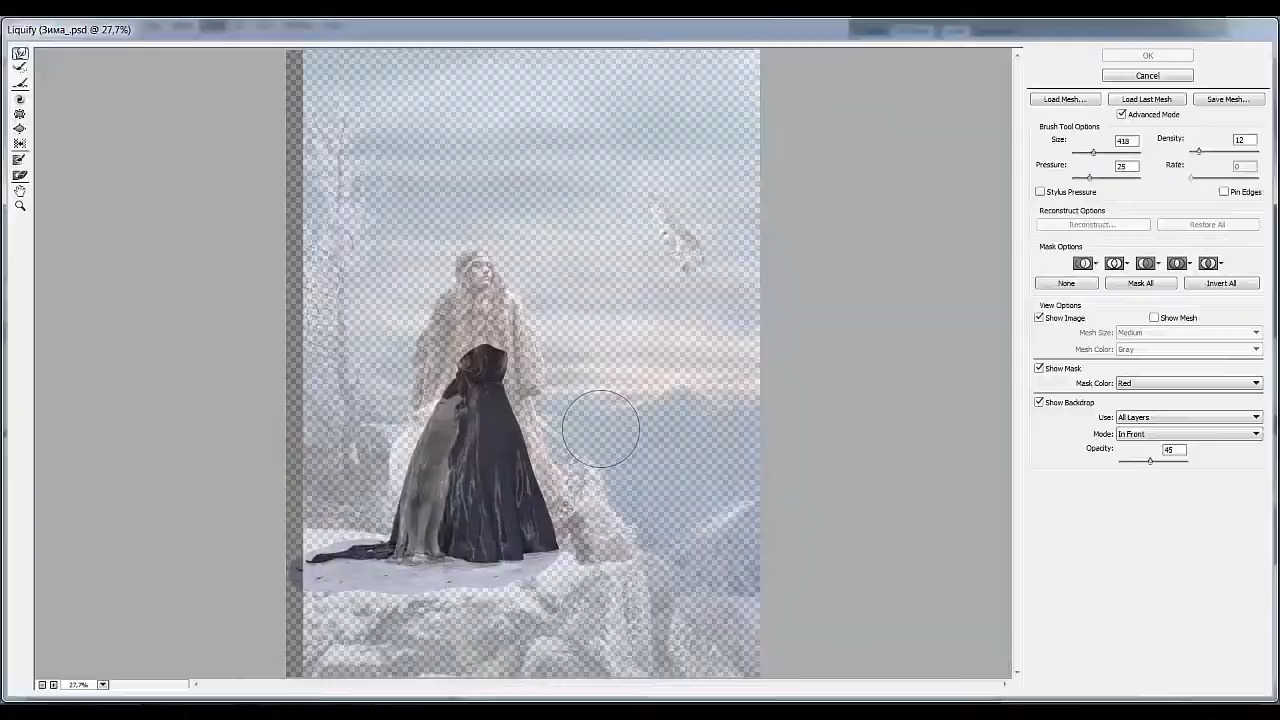 Liquify (Зима_.psd @ 27,7%)
OK
Cancel
Load Mesh...
Load Last Mesh
Save Mesh...
Advanced Mode
Brush Tool Options
Size: 418
Density: 12
Pressure: 25
Rate: 0
Stylus Pressure
Pin Edges
Reconstruct Options
Reconstruct...
Restore All
Mask Options
None
Mask All
Invert All
View Options
Show Image
Show Mesh
Mesh Size: Medium
Mesh Color: Gray
Show Mask
Mask Color: Red
Show Backdrop
Use: All Layers
Mode: In Front
Opacity: 45
27,7%